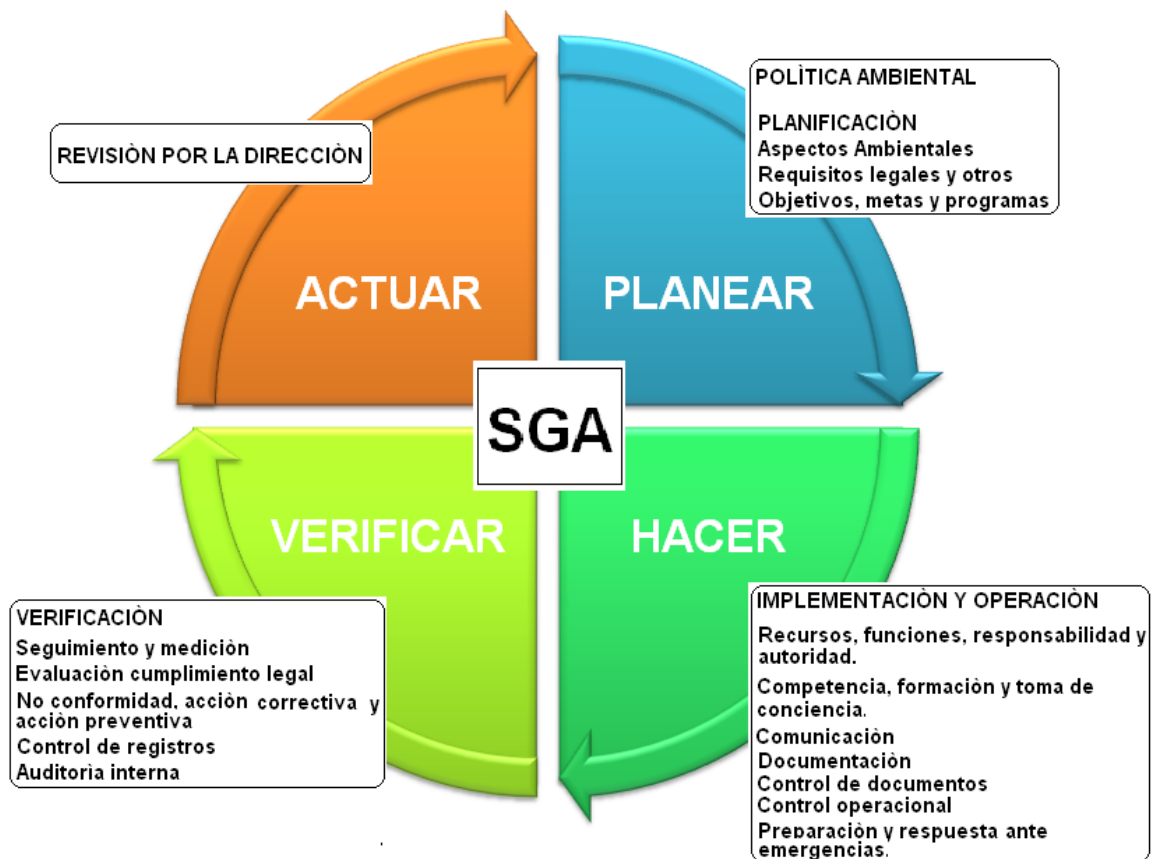 POLÌTICA AMBIENTAL
PLANIFICACIÒN
Aspectos Ambientales
Requisitos legales y otros
Objetivos, metas y programas
REVISIÒN POR LA DIRECCIÒN
ACTUAR
PLANEAR
SGA
VERIFICAR
HACER
VERIFICACIÒN
Seguimiento y mediciòn
Evaluaciòn cumplimiento legal
No conformidad, acciòn correctiva y
acciòn preventiva
Control de registros
Auditorìa interna
IMPLEMENTACIÒN Y OPERACIÒN
Recursos, funciones, responsabilidad y
autoridad.
Competencia, formaciòn y toma de
conciencia.
Comunicaciòn
Documentaciòn
Control de documentos
Control operacional
Preparaciòn y respuesta ante
emergencias.